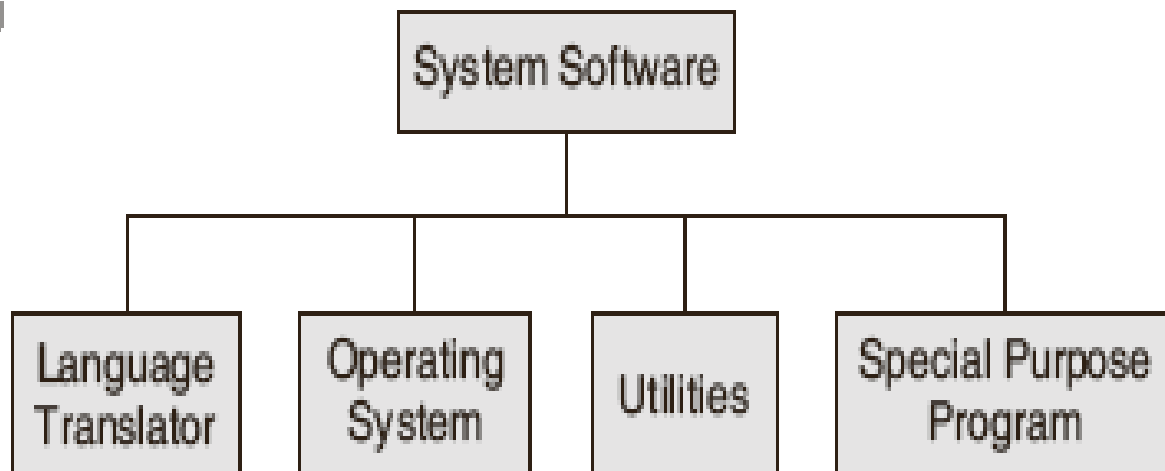 System Software
Language
Translator
Operating
System
Utilities
Special Purpose
Program